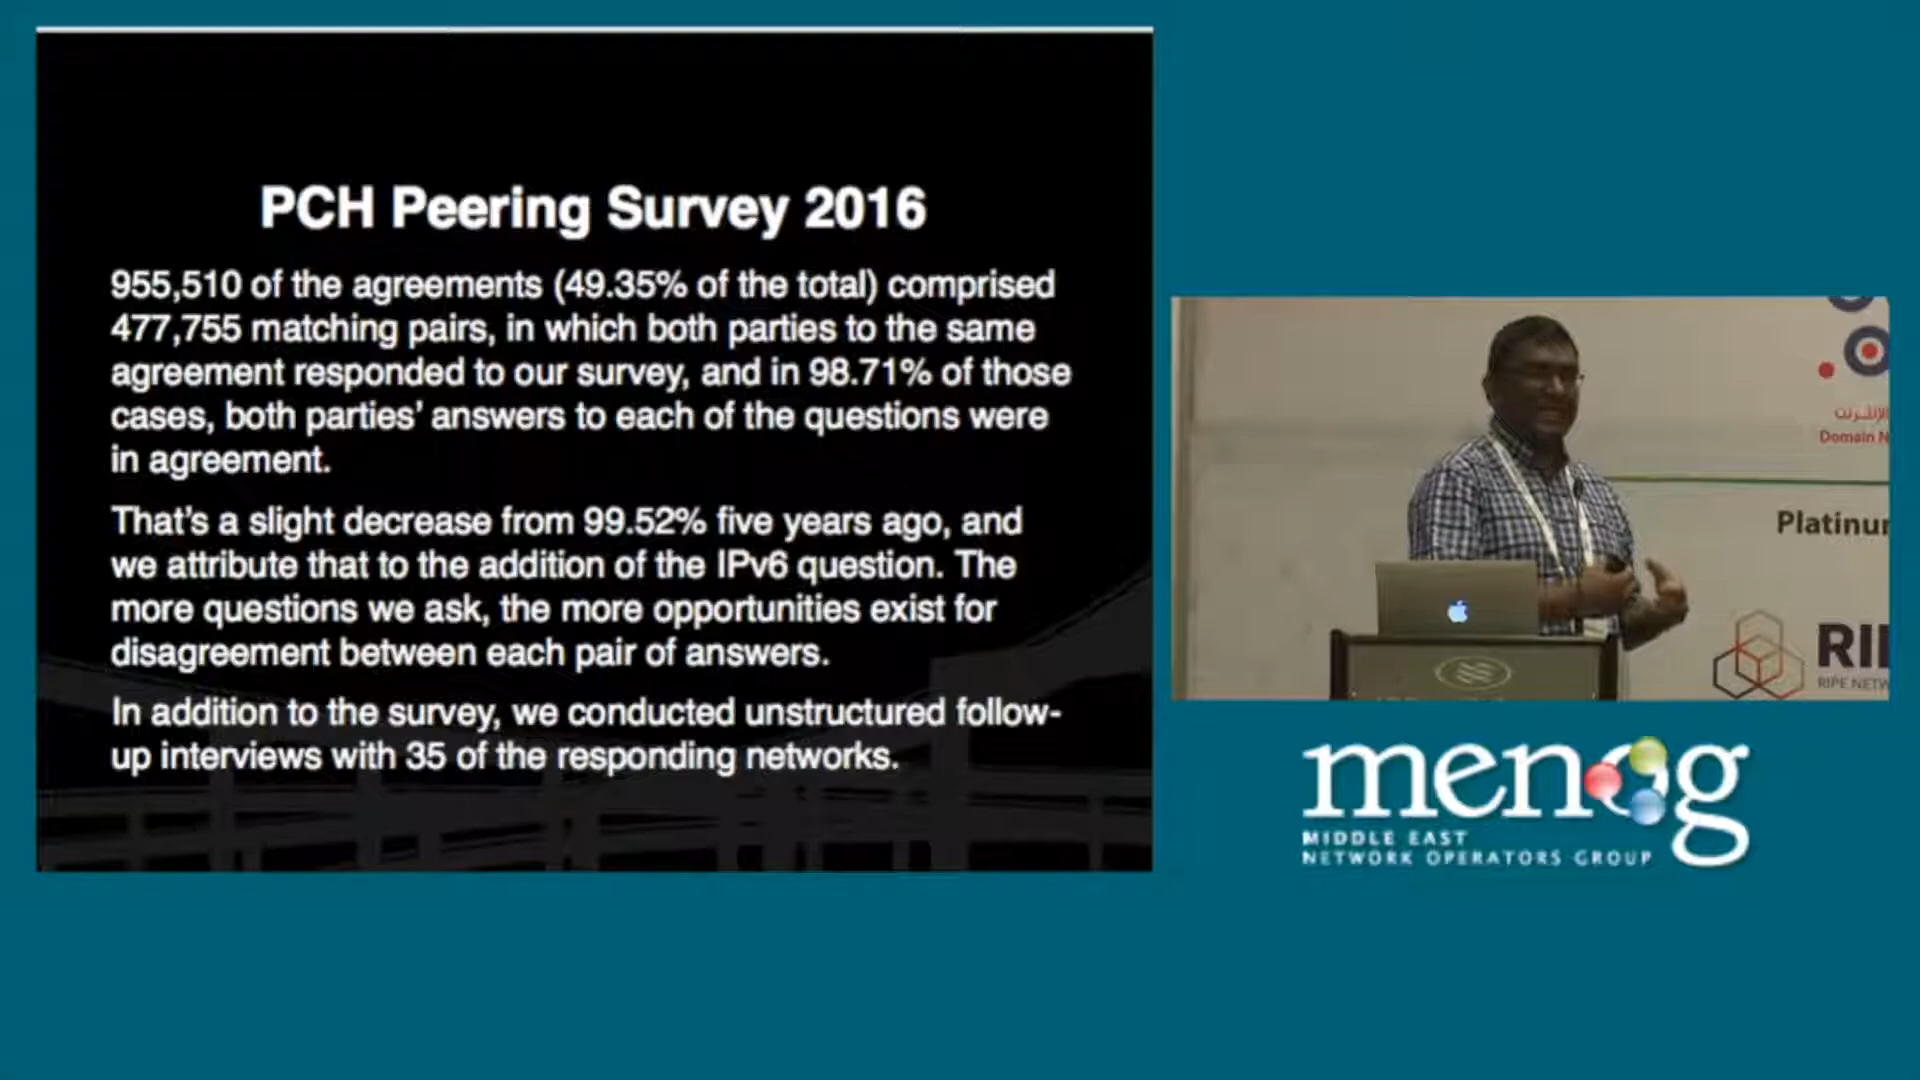 PCH Peering Survey 2016
955,510 of the agreements (49.35% of the total) comprised
477,755 matching pairs, in which both parties to the same
agreement responded to our survey, and in 98.71% of those
cases, both parties' answers to each of the questions were
in agreement.
That's a slight decrease from 99.52% five years ago, and
we attribute that to the addition of the IPv6 question. The
more questions we ask, the more opportunities exist for
disagreement between each pair of answers.
In addition to the survey, we conducted unstructured follow-
up interviews with 35 of the responding networks.
Domain N
Platinu
RI
RIPE NETW
menog
MIDDLE EAST
NETWORK OPERATORS GROUP